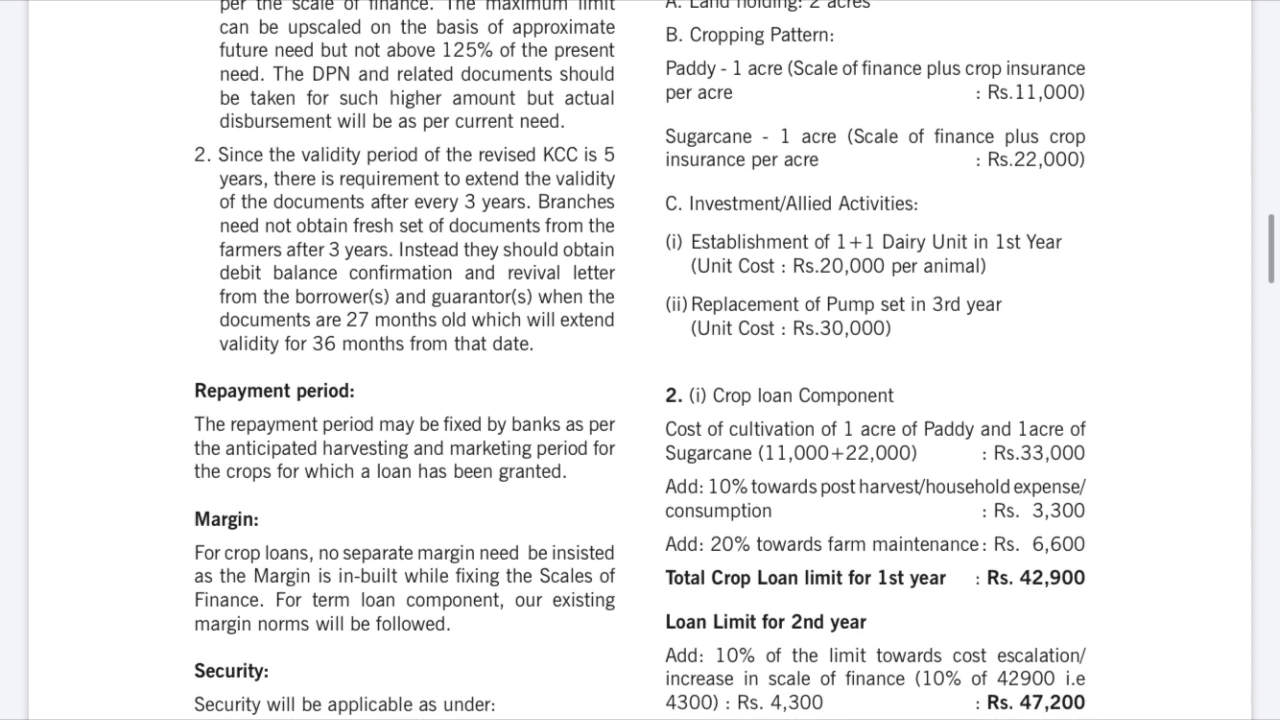 per the scale of finance. The maximum limit
can be upscaled on the basis of approximate
future need but not above 125% of the present
need. The DPN and related documents should
be taken for such higher amount but actual
disbursement will be as per current need.
2. Since the validity period of the revised KCC is 5
years, there is requirement to extend the validity
of the documents after every 3 years. Branches
need not obtain fresh set of documents from the
farmers after 3 years. Instead they should obtain
debit balance confirmation and revival letter
from the borrower(s) and guarantor(s) when the
documents are 27 months old which will extend
validity for 36 months from that date.
Repayment period:
The repayment period may be fixed by banks as per
the anticipated harvesting and marketing period for
the crops for which a loan has been granted.
Margin:
For crop loans, no separate margin need be insisted
as the Margin is in-built while fixing the Scales of
Finance. For term loan component, our existing
margin norms will be followed.
Security:
Security will be applicable as under:
A. Land holding: 2 acres
B. Cropping Pattern:
Paddy - 1 acre (Scale of finance plus crop insurance
per acre : Rs.11,000)
Sugarcane - 1 acre (Scale of finance plus crop
insurance per acre : Rs.22,000)
C. Investment/Allied Activities:
(i) Establishment of 1+1 Dairy Unit in 1st Year
(Unit Cost : Rs.20,000 per animal)
(ii) Replacement of Pump set in 3rd year
(Unit Cost : Rs.30,000)
2. (i) Crop loan Component
Cost of cultivation of 1 acre of Paddy and 1acre of
Sugarcane (11,000+22,000) : Rs.33,000
Add: 10% towards post harvest/household expense/
consumption : Rs. 3,300
Add: 20% towards farm maintenance: Rs. 6,600
Total Crop Loan limit for 1st year : Rs. 42,900
Loan Limit for 2nd year
Add: 10% of the limit towards cost escalation/
increase in scale of finance (10% of 42900 i.e
4300) : Rs. 4,300 : Rs. 47,200